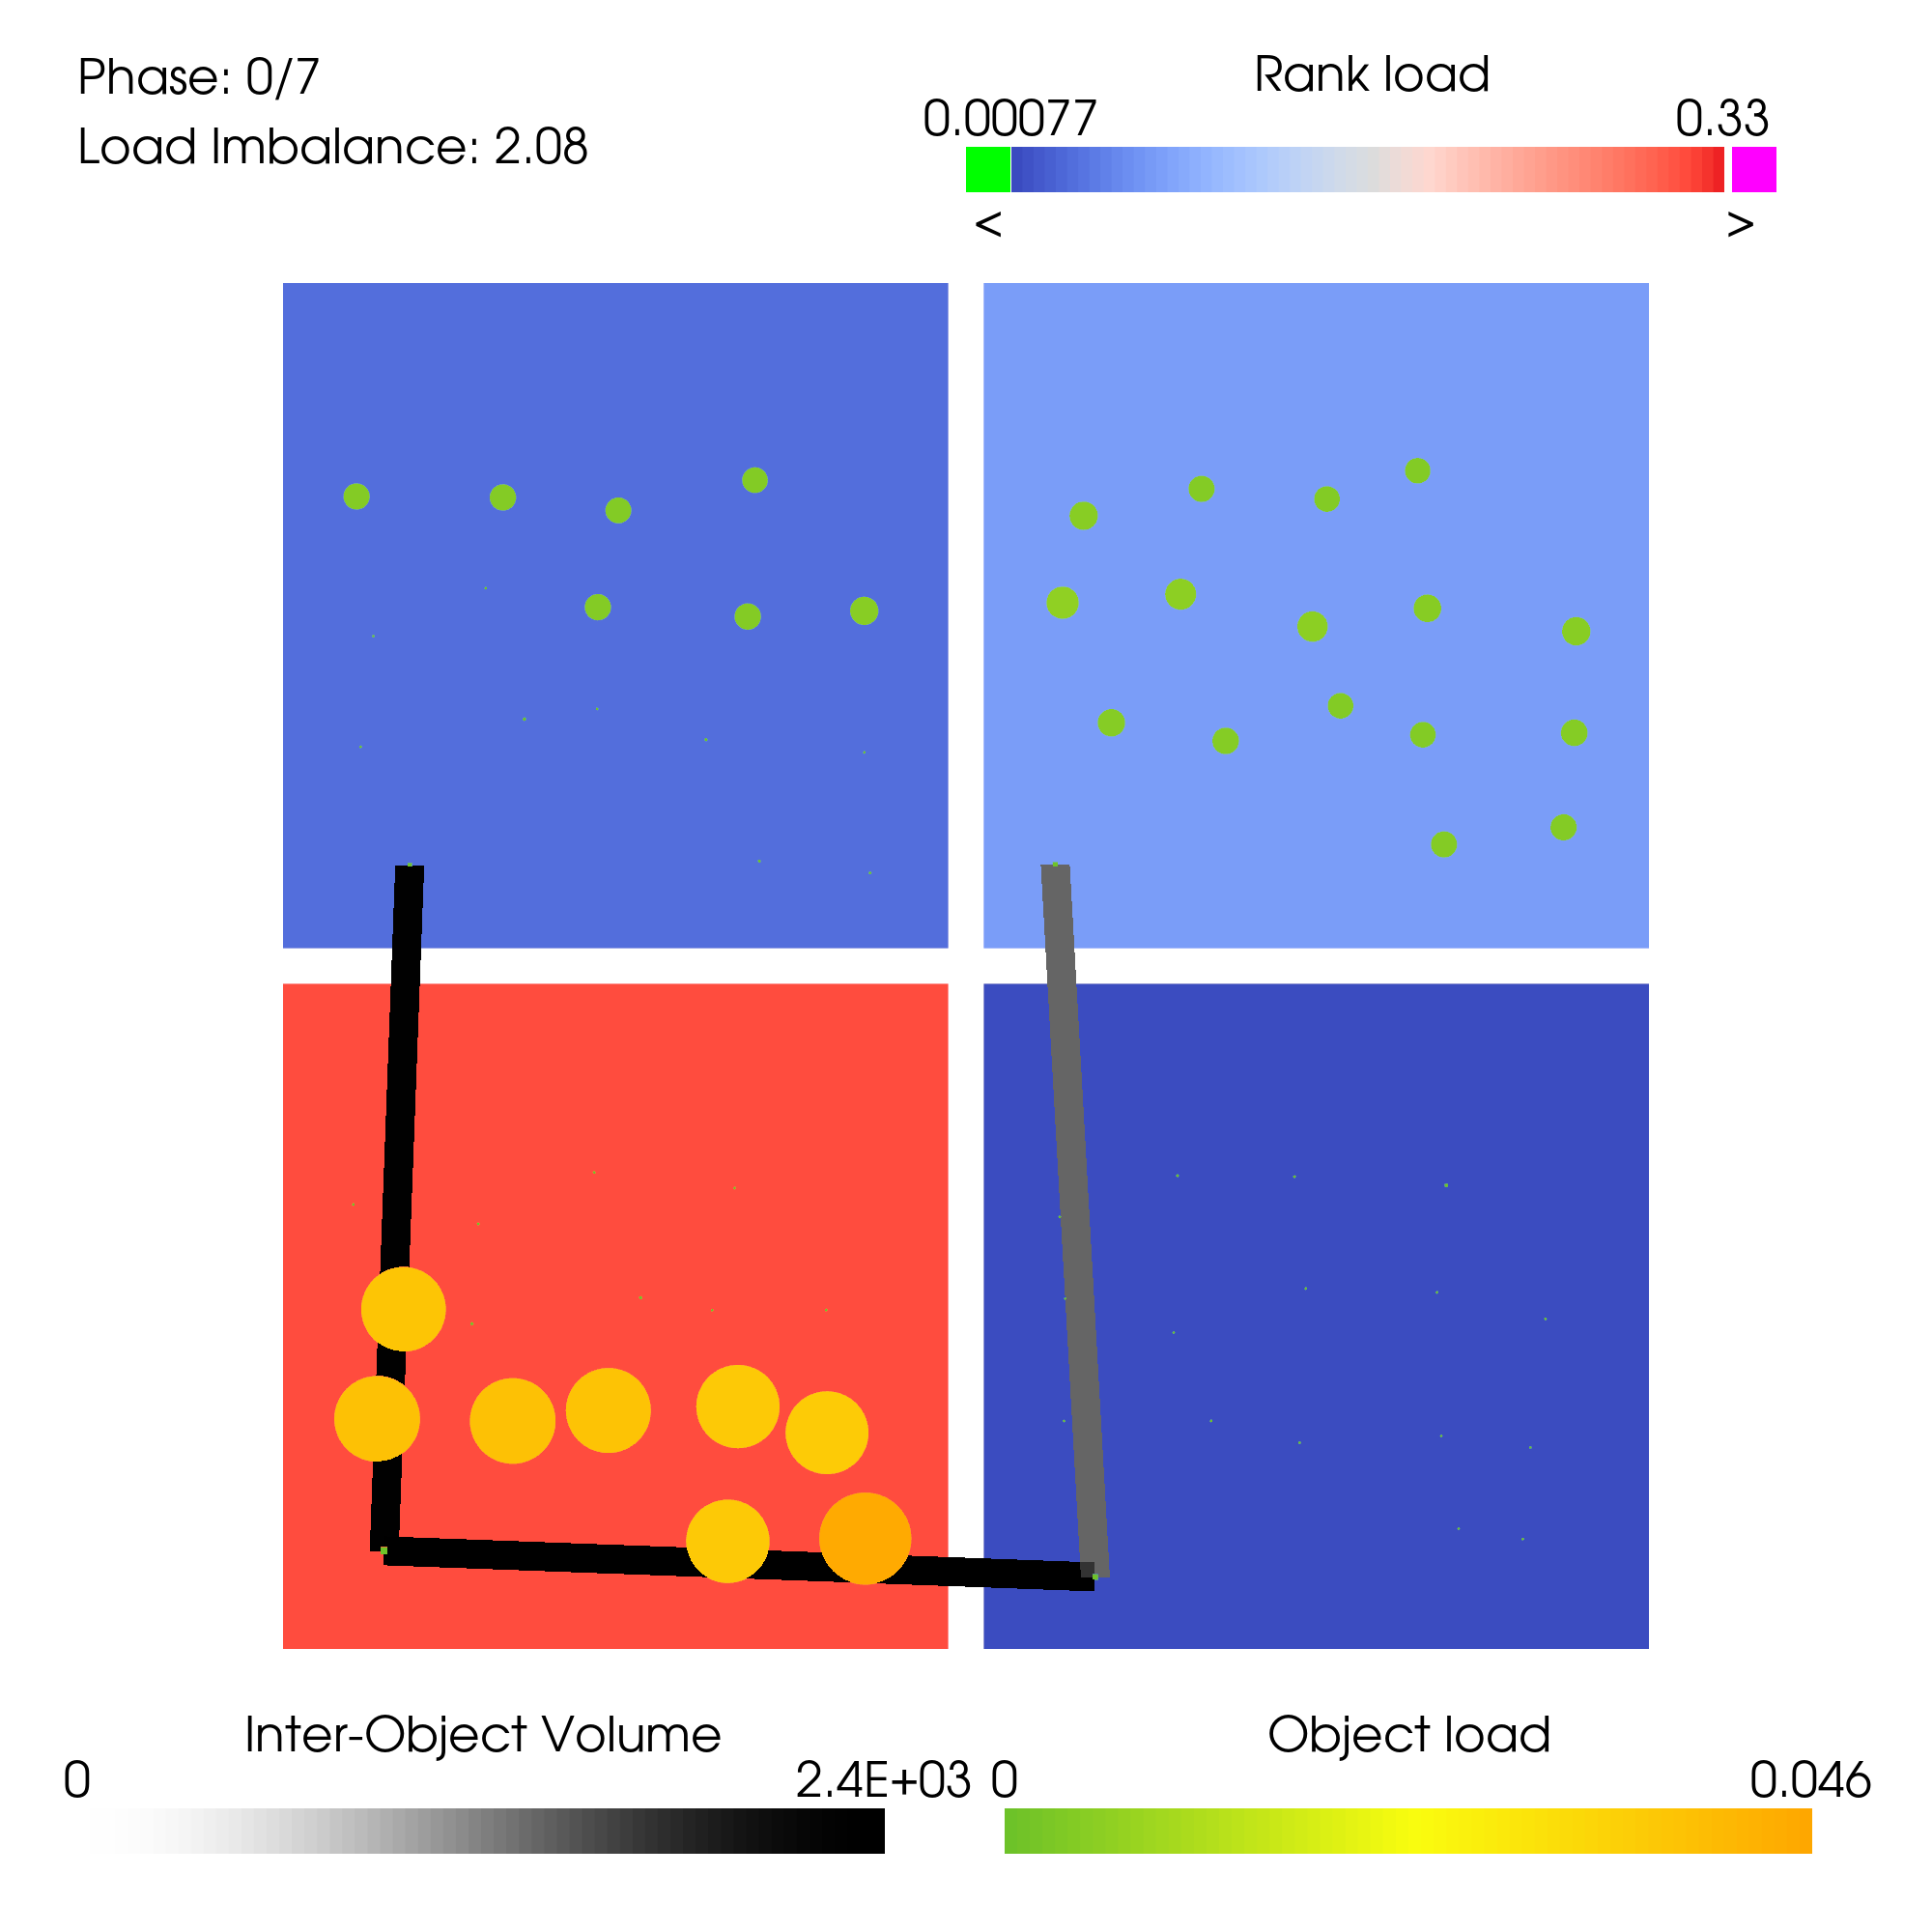 Phase: 0/7
Load Imbalance: 2.08
Rank load
0.00077 0.33
< >
Inter-Object Volume
0 2.4E+03
Object load
0 0.046